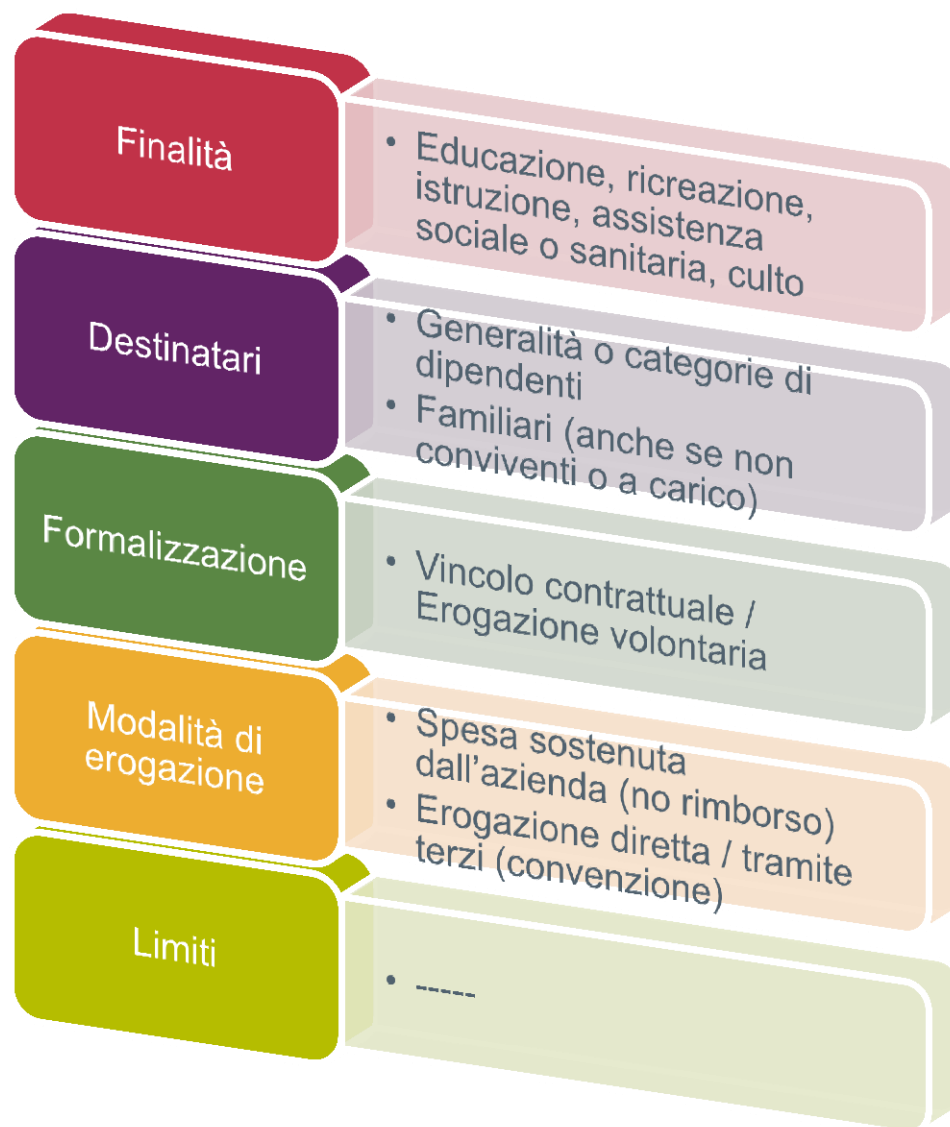 Finalità
• Educazione, ricreazione,
istruzione, assistenza
sociale o sanitaria, culto
Destinatari
• Generalità o categorie di
dipendenti
• Familiari (anche se non
conviventi o a carico)
Formalizzazione
• Vincolo contrattuale /
Erogazione volontaria
Modalità di
erogazione
• Spesa sostenuta
dall'azienda (no rimborso)
• Erogazione diretta / tramite
terzi (convenzione)
Limiti
• -----